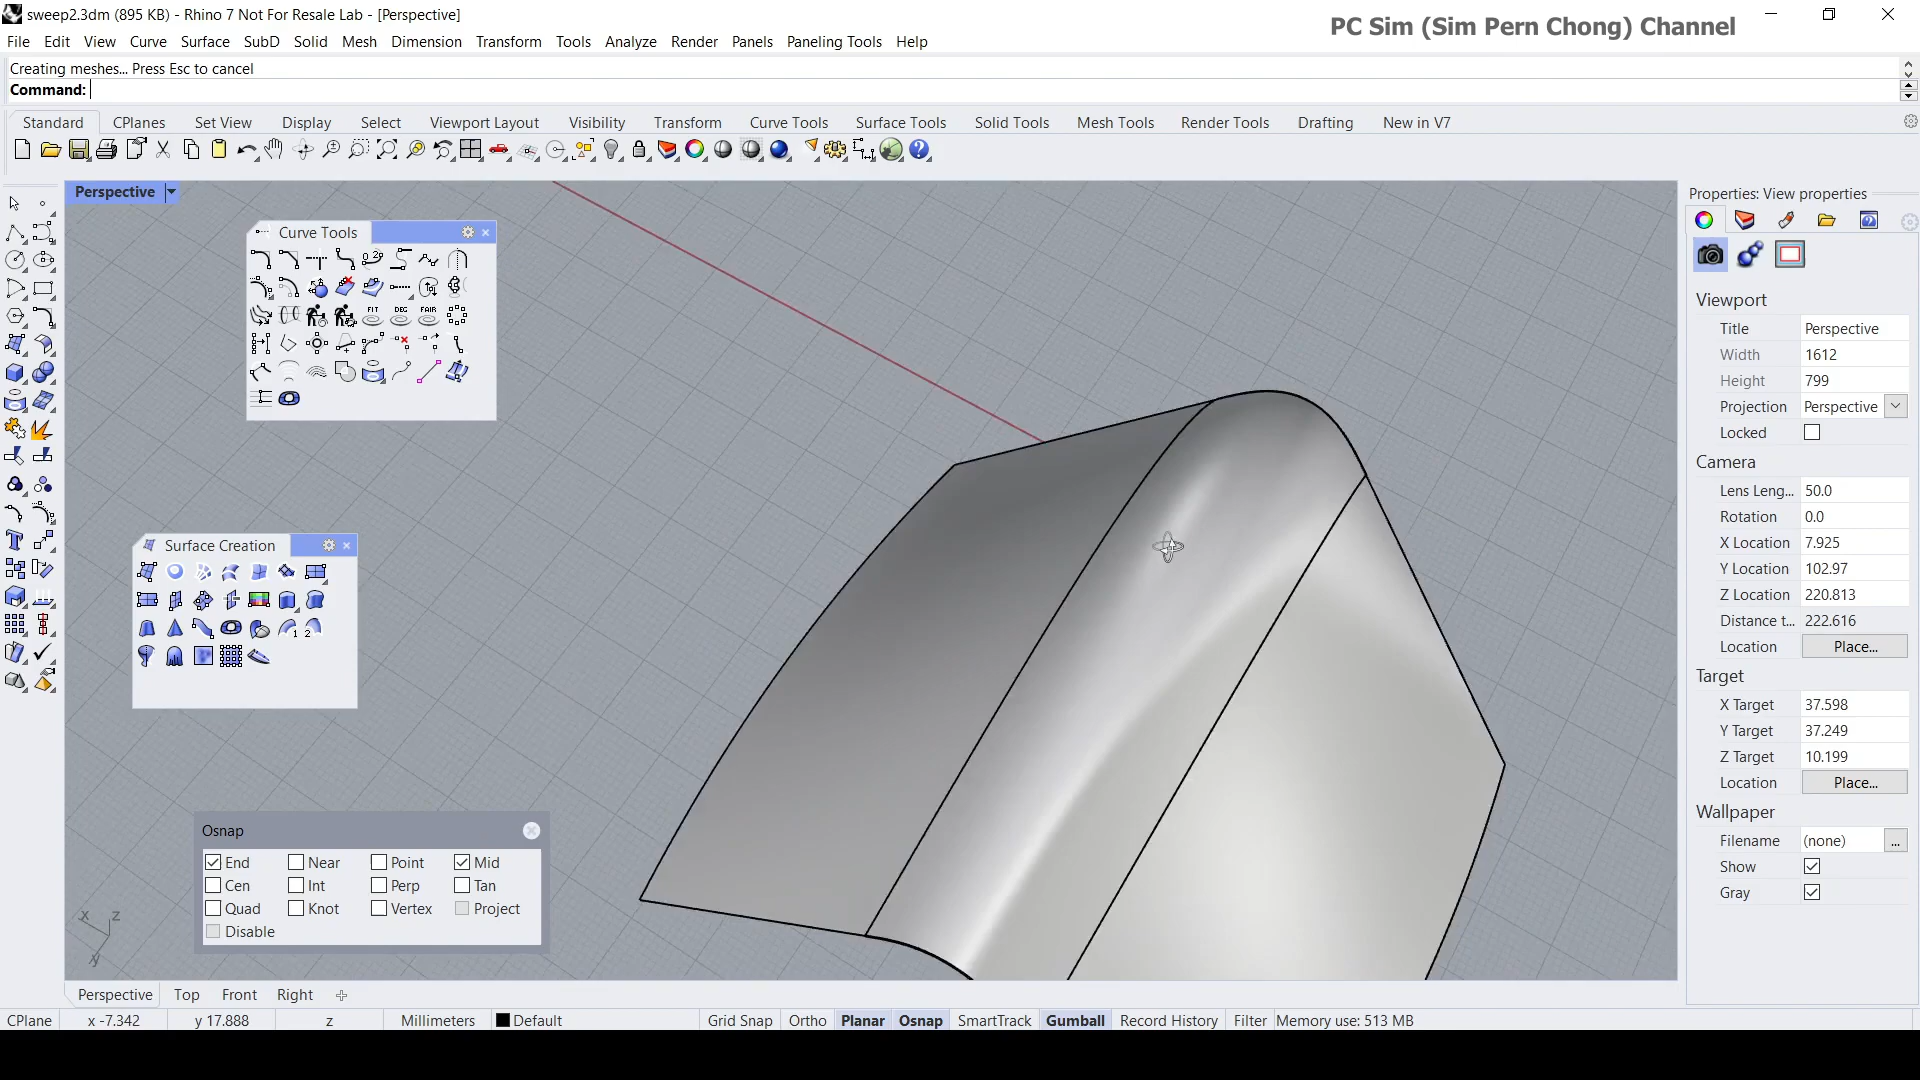 sweep2.3dm (895 KB) - Rhino 7 Not For Resale Lab - [Perspective]
PC Sim (Sim Pern Chong) Channel
File Edit View Curve Surface SubD Solid Mesh Dimension Transform Tools Analyze Render Panels Paneling Tools Help
Creating meshes... Press Esc to cancel
Command:
Standard CPlanes Set View Display Select Viewport Layout Visibility Transform Curve Tools Surface Tools Solid Tools Mesh Tools Render Tools Drafting New in V7
Perspective
Curve Tools
FIT DEG FAIR
Surface Creation
1 2
Osnap
End Near Point Mid
Cen Int Perp Tan
Quad Knot Vertex Project
Disable
x z
y
Properties: View properties
Viewport
Title Perspective
Width 1612
Height 799
Projection Perspective
Locked
Camera
Lens Leng... 50.0
Rotation 0.0
X Location 7.925
Y Location 102.97
Z Location 220.813
Distance t... 222.616
Location Place...
Target
X Target 37.598
Y Target 37.249
Z Target 10.199
Location Place...
Wallpaper
Filename (none) ...
Show
Gray
Perspective Top Front Right
CPlane x -7.342 y 17.888 z Millimeters Default Grid Snap Ortho Planar Osnap SmartTrack Gumball Record History Filter Memory use: 513 MB